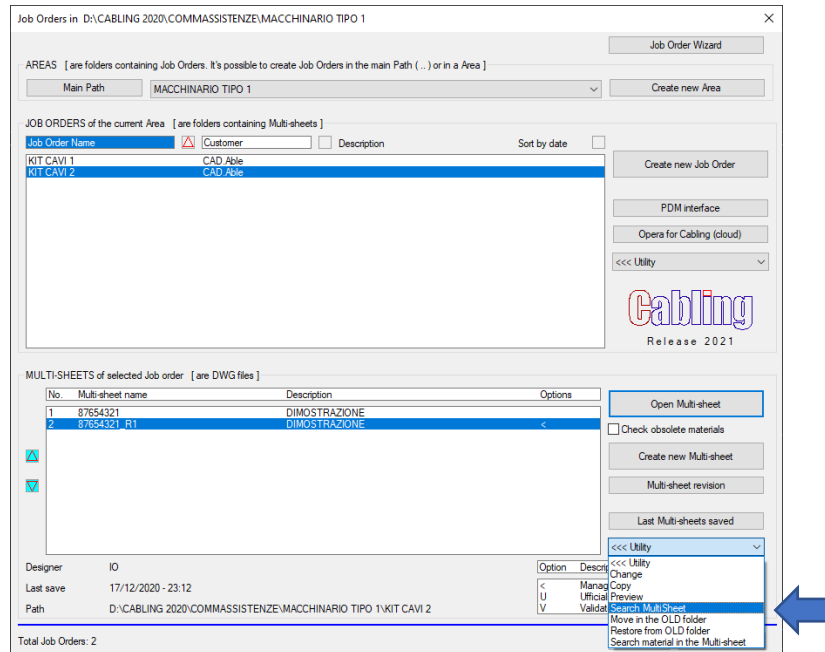 Job Orders in D:\CABLING 2020\COMMASSISTENZE\MACCHINARIO TIPO 1
Job Order Wizard
AREAS [ are folders containing Job Orders. It's possible to create Job Orders in the main Path ( .. ) or in a Area ]
Main Path MACCHINARIO TIPO 1 Create new Area
JOB ORDERS of the current Area [ are folders containing Multi-sheets ]
Job Order Name Customer Description Sort by date
KIT CAVI 1 CAD.Able
KIT CAVI 2 CAD.Able
Create new Job Order
PDM interface
Opera for Cabling (cloud)
<<< Utility
Cabling
Release 2021
MULTI-SHEETS of selected Job order [ are DWG files ]
No. Multi-sheet name Description Options
1 87654321 DIMOSTRAZIONE
2 87654321_R1 DIMOSTRAZIONE <
Open Multi-sheet
Check obsolete materials
Create new Multi-sheet
Multi-sheet revision
Last Multi-sheets saved
<<< Utility
<<< Utility
Change
Copy
Preview
Search MultiSheet
Move in the OLD folder
Restore from OLD folder
Search material in the Multi-sheet
Designer IO
Last save 17/12/2020 - 23:12
Path D:\CABLING 2020\COMMASSISTENZE\MACCHINARIO TIPO 1\KIT CAVI 2
Option Descrip
< Manag
U Ufficial
V Validat
Total Job Orders: 2